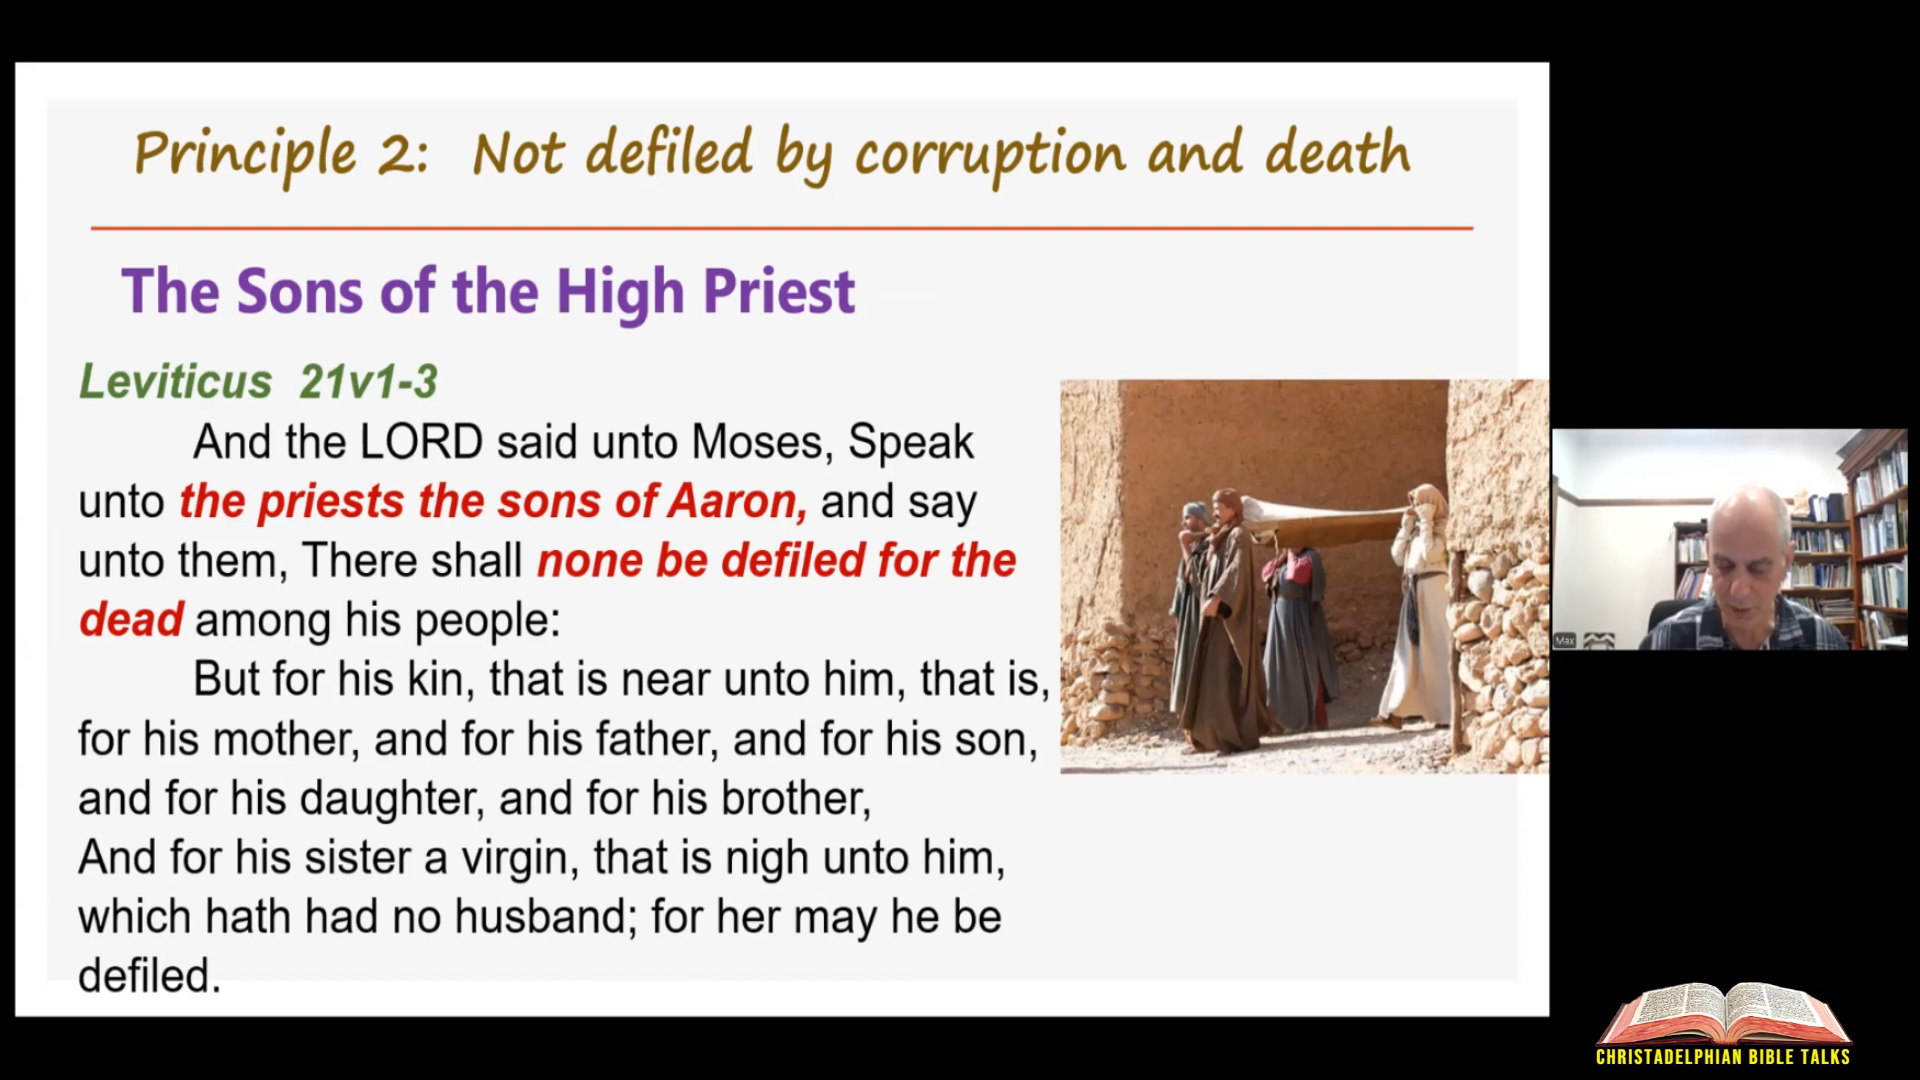 Principle 2: Not defiled by corruption and death
The Sons of the High Priest
Leviticus 21v1-3
And the LORD said unto Moses, Speak
unto the priests the sons of Aaron, and say
unto them, There shall none be defiled for the
dead among his people:
But for his kin, that is near unto him, that is,
for his mother, and for his father, and for his son,
and for his daughter, and for his brother,
And for his sister a virgin, that is nigh unto him,
which hath had no husband; for her may he be
defiled.
Max
CHRISTADELPHIAN BIBLE TALKS